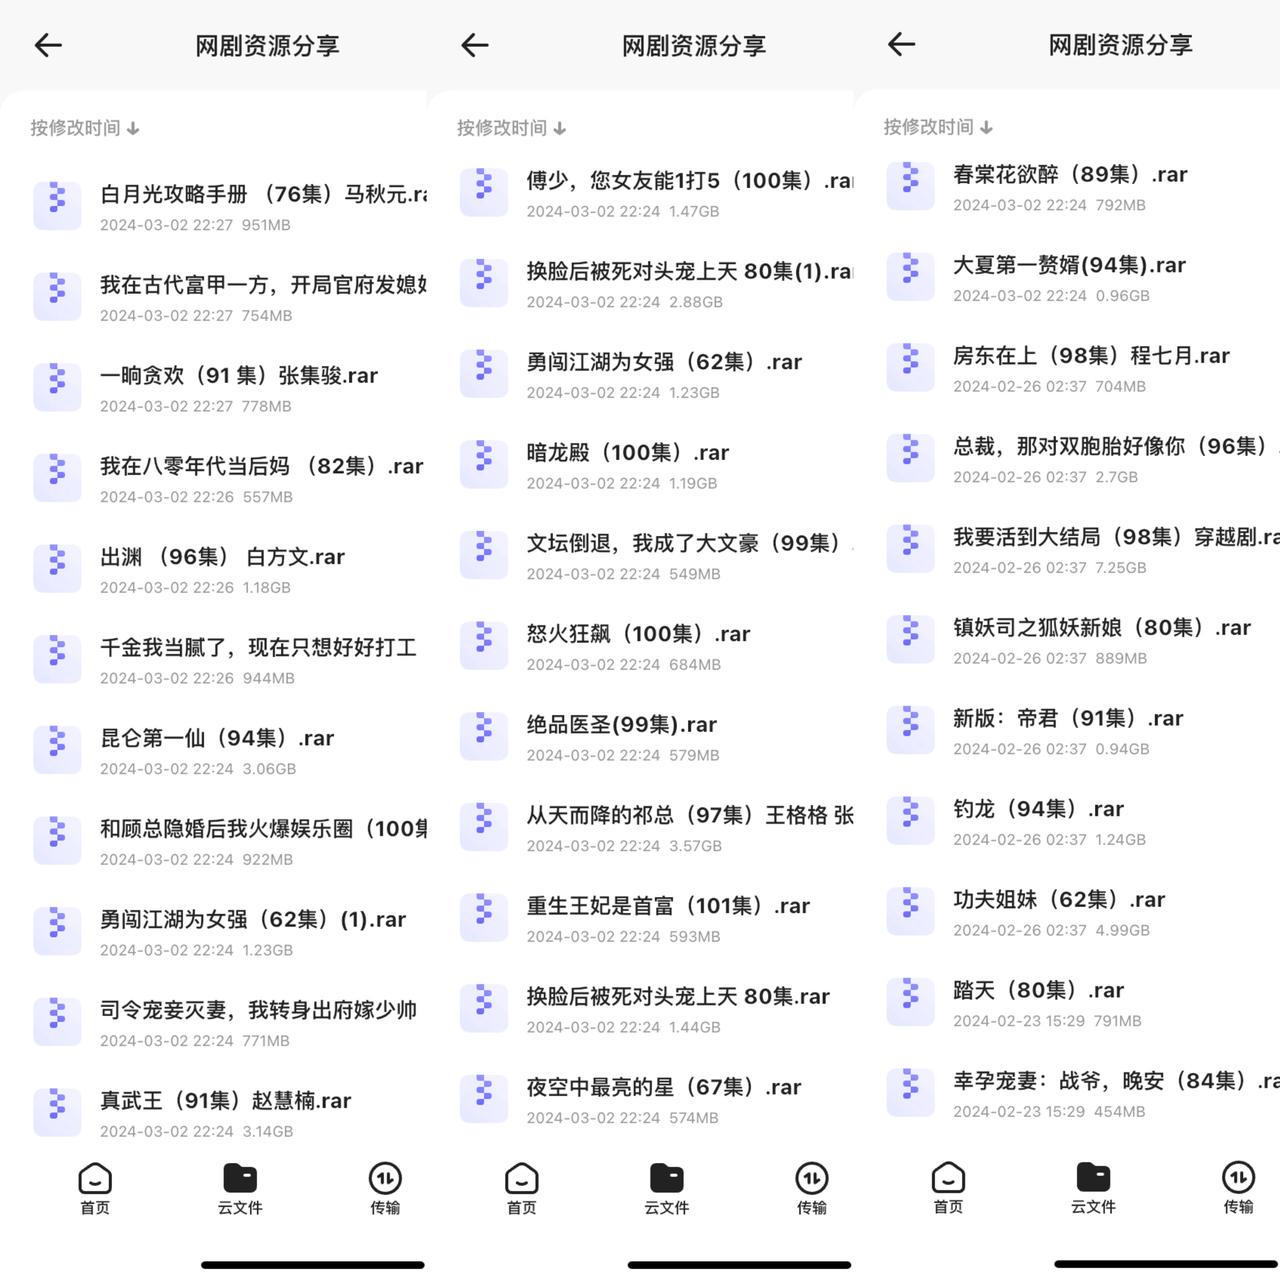 网剧资源分享
按修改时间
白月光攻略手册 （76集）马秋元.ra
2024-03-02 22:27 951MB
我在古代富甲一方，开局官府发媳
2024-03-02 22:27 754MB
一晌贪欢（91 集）张集骏.rar
2024-03-02 22:27 778MB
我在八零年代当后妈 （82集）.rar
2024-03-02 22:26 557MB
出渊 （96集） 白方文.rar
2024-03-02 22:26 1.18GB
千金我当腻了，现在只想好好打工
2024-03-02 22:26 944MB
昆仑第一仙（94集）.rar
2024-03-02 22:24 3.06GB
和顾总隐婚后我火爆娱乐圈（100集
2024-03-02 22:24 922MB
勇闯江湖为女强（62集）(1).rar
2024-03-02 22:24 1.23GB
司令宠妾灭妻，我转身出府嫁少帅
2024-03-02 22:24 771MB
真武王（91集）赵慧楠.rar
2024-03-02 22:24 3.14GB
首页
云文件
传输
网剧资源分享
按修改时间
傅少，您女友能1打5（100集）.rar
2024-03-02 22:24 1.47GB
换脸后被死对头宠上天 80集(1).rar
2024-03-02 22:24 2.88GB
勇闯江湖为女强（62集）.rar
2024-03-02 22:24 1.23GB
暗龙殿（100集）.rar
2024-03-02 22:24 1.19GB
文坛倒退，我成了大文豪（99集）.
2024-03-02 22:24 549MB
怒火狂飙（100集）.rar
2024-03-02 22:24 684MB
绝品医圣(99集).rar
2024-03-02 22:24 579MB
从天而降的祁总（97集）王格格 张
2024-03-02 22:24 3.57GB
重生王妃是首富（101集）.rar
2024-03-02 22:24 593MB
换脸后被死对头宠上天 80集.rar
2024-03-02 22:24 1.44GB
夜空中最亮的星（67集）.rar
2024-03-02 22:24 574MB
首页
云文件
传输
网剧资源分享
按修改时间
春棠花欲醉（89集）.rar
2024-03-02 22:24 792MB
大夏第一赘婿(94集).rar
2024-03-02 22:24 0.96GB
房东在上（98集）程七月.rar
2024-02-26 02:37 704MB
总裁，那对双胞胎好像你（96集）.
2024-02-26 02:37 2.7GB
我要活到大结局（98集）穿越剧.ra
2024-02-26 02:37 7.25GB
镇妖司之狐妖新娘（80集）.rar
2024-02-26 02:37 889MB
新版：帝君（91集）.rar
2024-02-26 02:37 0.94GB
钓龙（94集）.rar
2024-02-26 02:37 1.24GB
功夫姐妹（62集）.rar
2024-02-26 02:37 4.99GB
踏天（80集）.rar
2024-02-23 15:29 791MB
幸孕宠妻：战爷，晚安（84集）.ra
2024-02-23 15:29 454MB
首页
云文件
传输